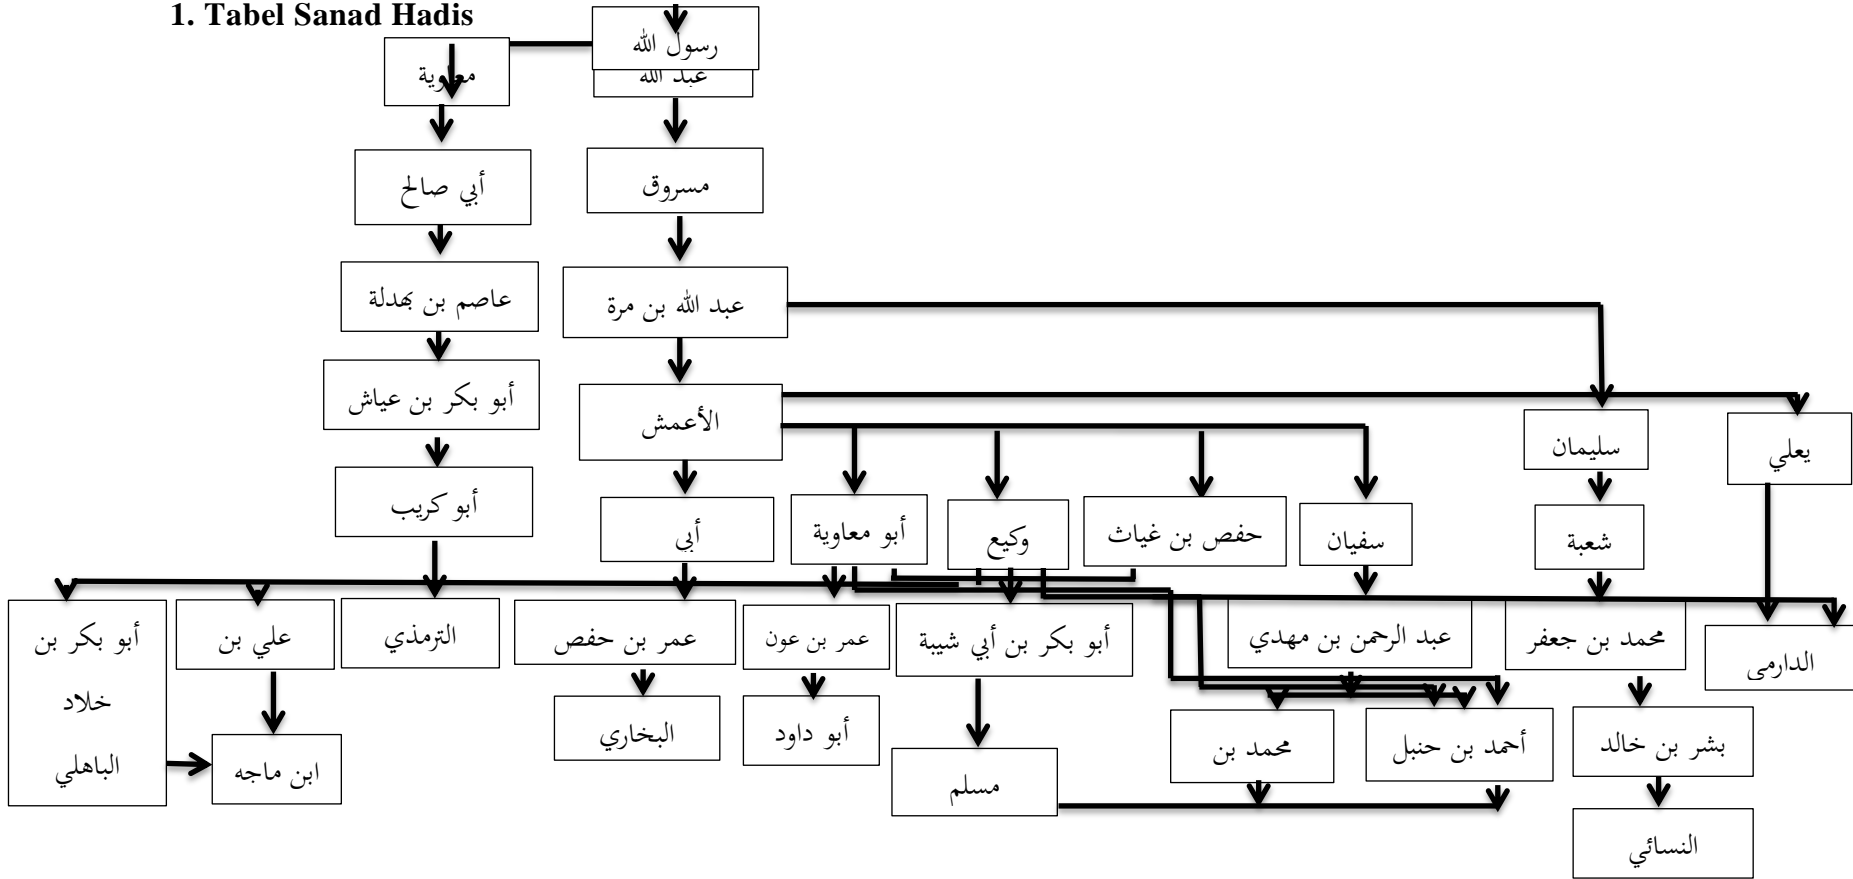 1. Tabel Sanad Hadis
رسول الله
معاوية
عبد الله
أبي صالح
مسروق
عاصم بن بهدلة
عبد الله بن مرة
أبو بكر بن عياش
الأعمش
سليمان
يعلي
أبو كريب
أبى
أبو معاوية
وكيع
حفص بن غياث
سفيان
شعبة
أبو بكر بن
خلاد
الباهلي
علي بن
الترمذي
عمر بن حفص
عمر بن عون
أبو بكر بن أبي شيبة
عبد الرحمن بن مهدي
محمد بن جعفر
الدارمى
ابن ماجه
البخاري
أبو داود
مسلم
محمد بن
أحمد بن حنبل
بشر بن خالد
النسائي